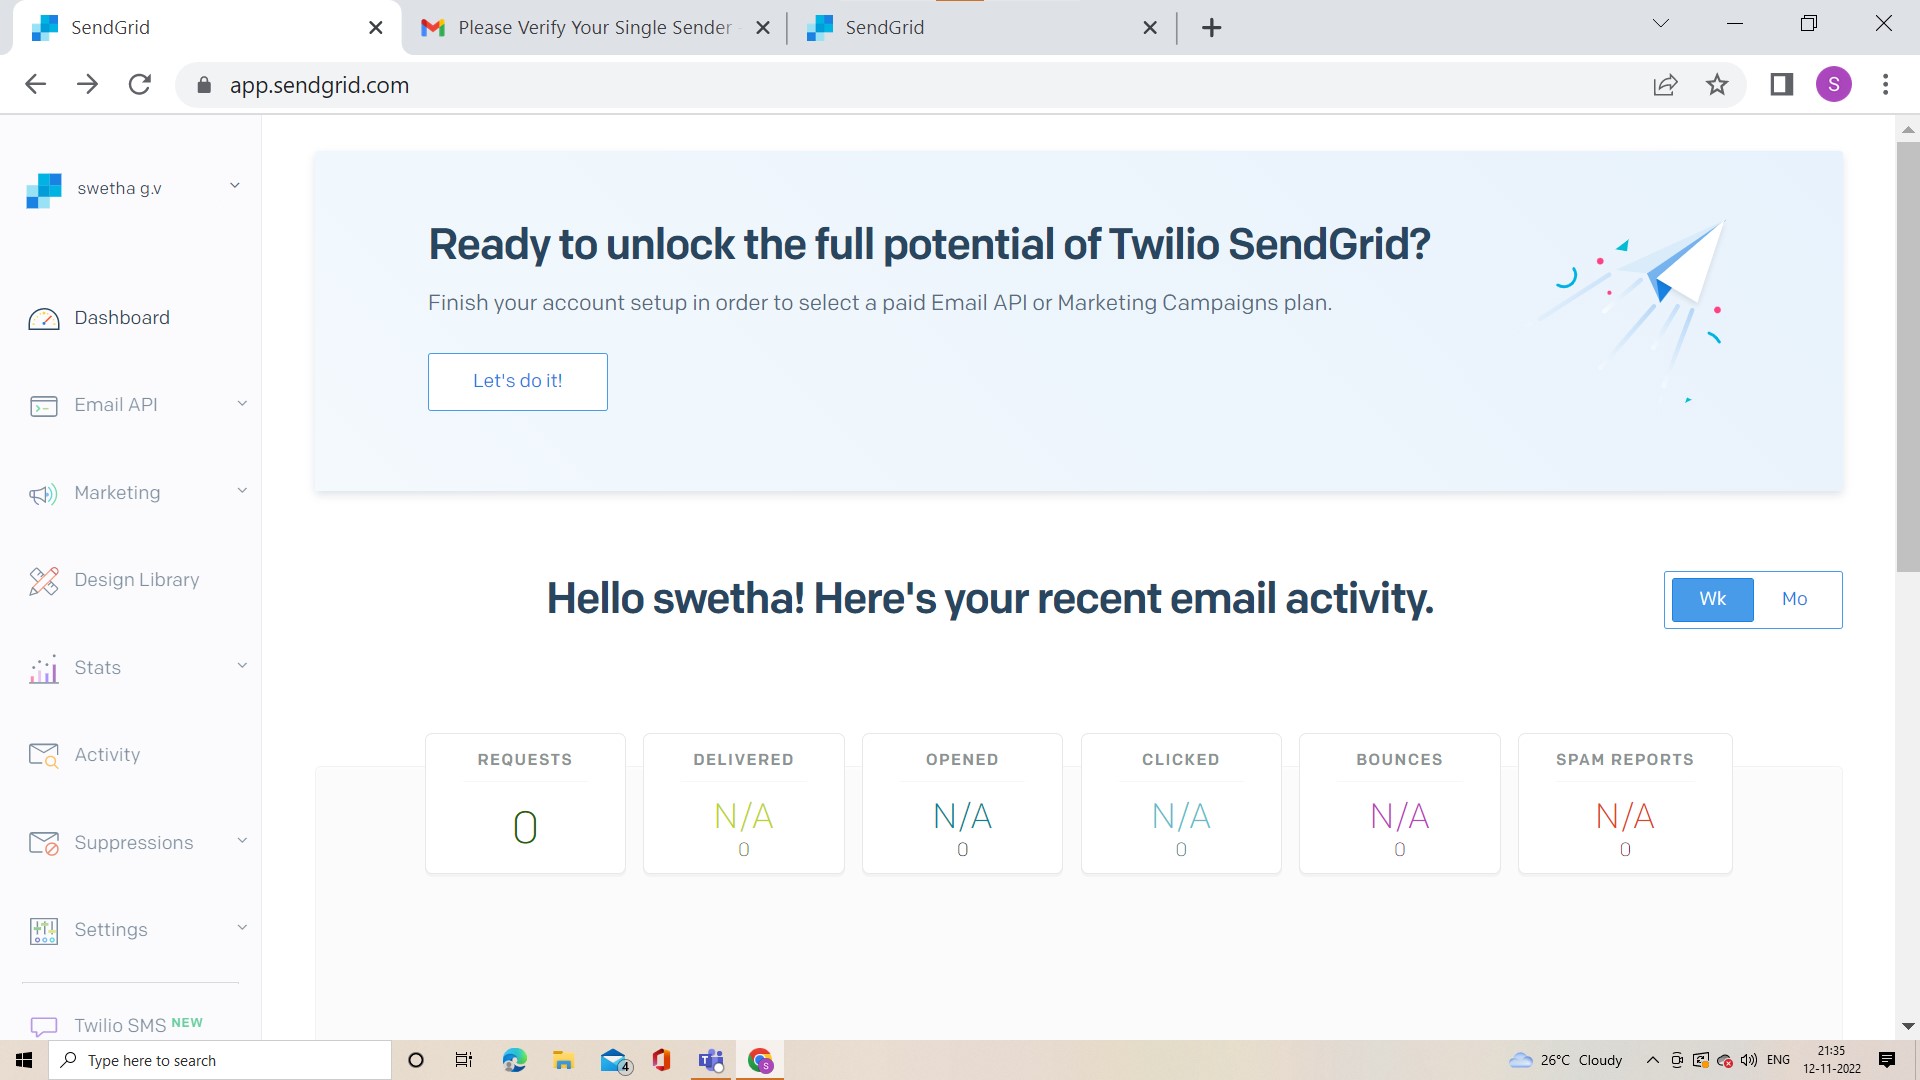 SendGrid
Please Verify Your Single Sender
SendGrid
app.sendgrid.com
S
swetha g.v
Dashboard
Email API
Marketing
Design Library
Stats
Activity
Suppressions
Settings
Twilio SMS NEW
Ready to unlock the full potential of Twilio SendGrid?
Finish your account setup in order to select a paid Email API or Marketing Campaigns plan.
Let's do it!
Hello swetha! Here's your recent email activity.
Wk Mo
REQUESTS DELIVERED OPENED CLICKED BOUNCES SPAM REPORTS
0 N/A N/A N/A N/A N/A
0 0 0 0 0
Type here to search
4
26°C Cloudy
ENG
21:35
12-11-2022